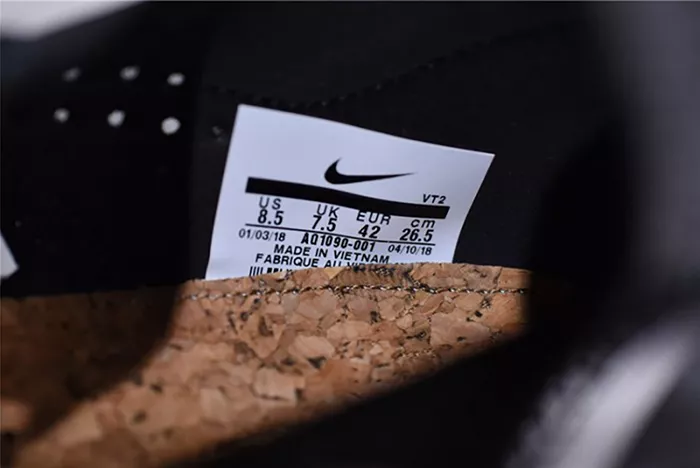 VT2
US UK EUR cm
8.5 7.5 42 26.5
01/03/18 AQ1090-001 04/10/18
MADE IN VIETNAM
FABRIQUE AU